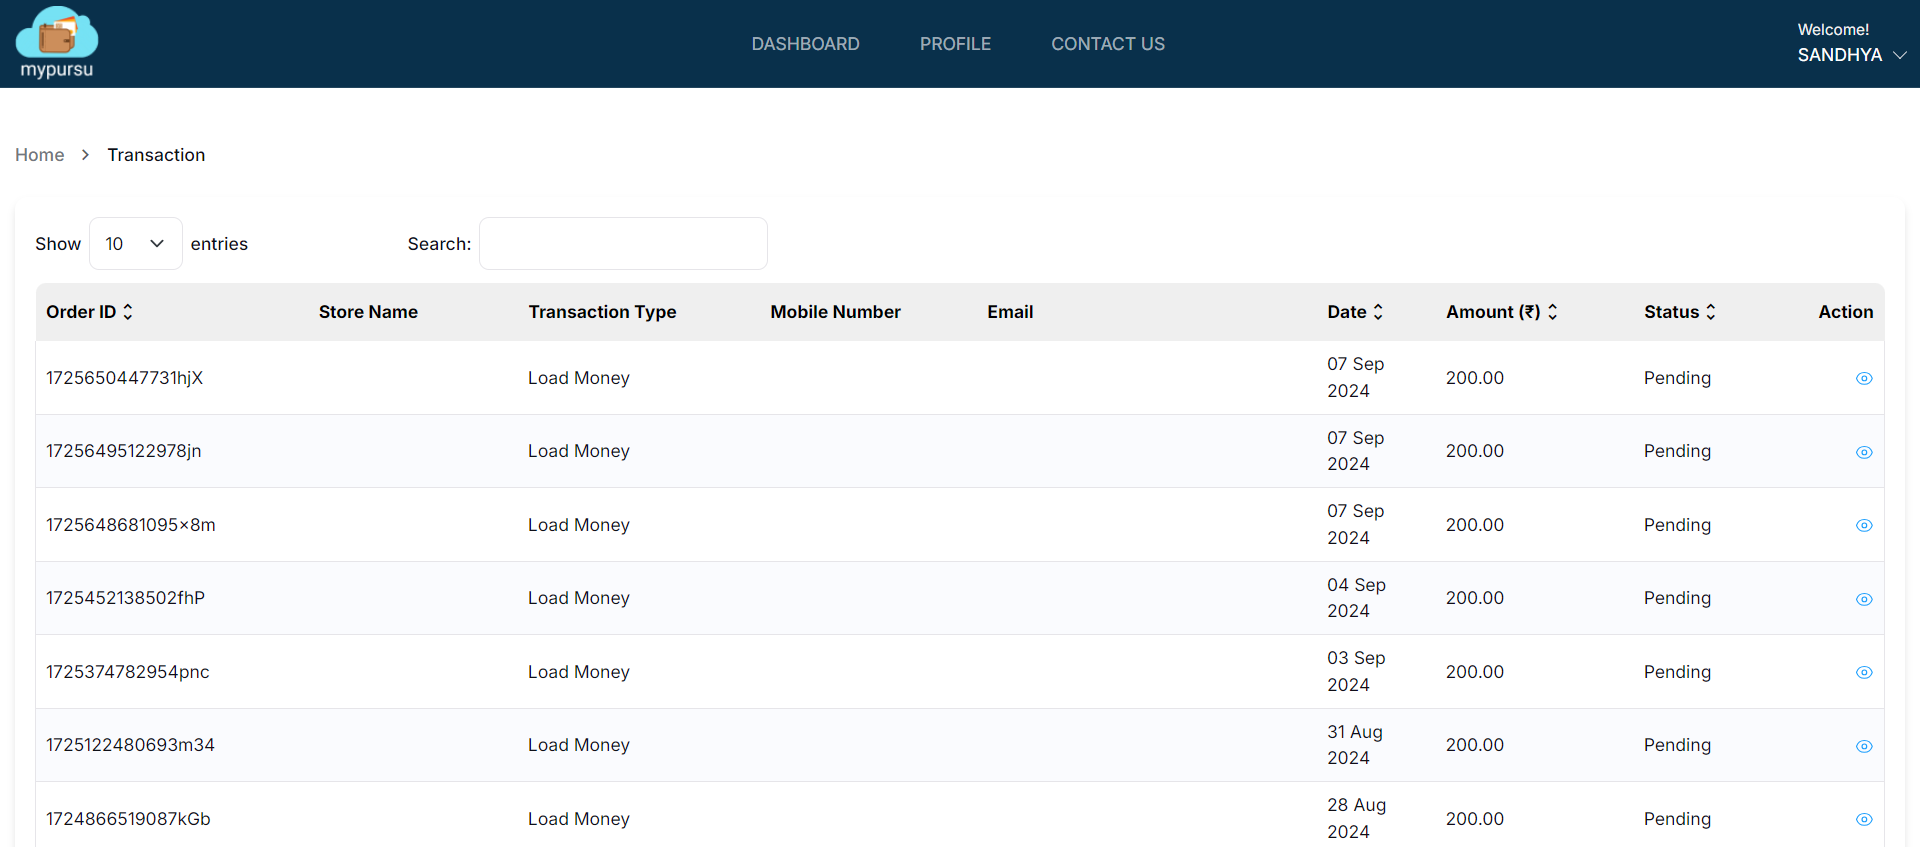 mypursu
DASHBOARD PROFILE CONTACT US
Welcome!
SANDHYA
Home > Transaction
Show 10 entries Search:
Order ID Store Name Transaction Type Mobile Number Email Date Amount (₹) Status Action
1725650447731hjX Load Money 07 Sep 2024 200.00 Pending
17256495122978jn Load Money 07 Sep 2024 200.00 Pending
1725648681095×8m Load Money 07 Sep 2024 200.00 Pending
1725452138502fhP Load Money 04 Sep 2024 200.00 Pending
1725374782954pnc Load Money 03 Sep 2024 200.00 Pending
1725122480693m34 Load Money 31 Aug 2024 200.00 Pending
1724866519087kGb Load Money 28 Aug 2024 200.00 Pending